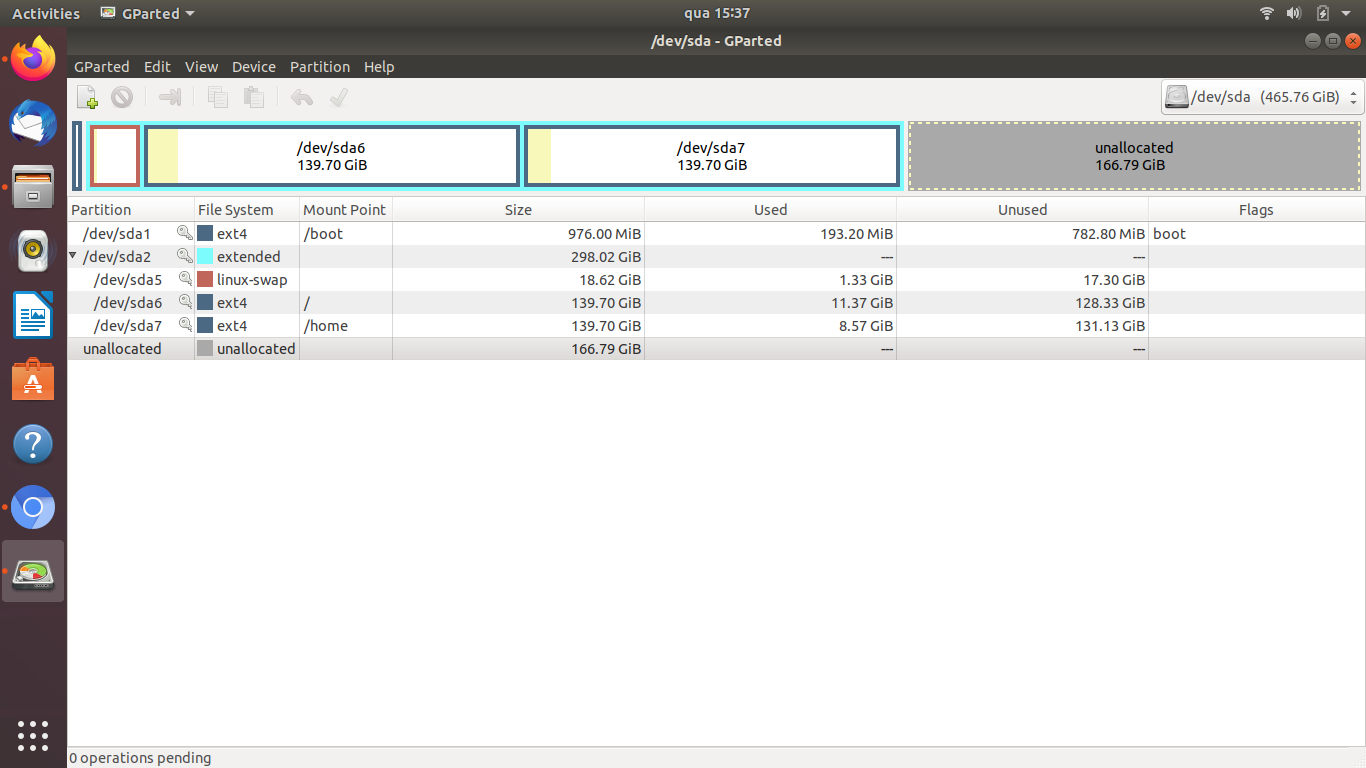 Activities GParted qua 15:37
/dev/sda - GParted
GParted Edit View Device Partition Help
/dev/sda (465.76 GiB)
/dev/sda6 /dev/sda7 unallocated
139.70 GiB 139.70 GiB 166.79 GiB
Partition File System Mount Point Size Used Unused Flags
/dev/sda1 ext4 /boot 976.00 MiB 193.20 MiB 782.80 MiB boot
/dev/sda2 extended 298.02 GiB --- ---
/dev/sda5 linux-swap 18.62 GiB 1.33 GiB 17.30 GiB
/dev/sda6 ext4 / 139.70 GiB 11.37 GiB 128.33 GiB
/dev/sda7 ext4 /home 139.70 GiB 8.57 GiB 131.13 GiB
unallocated unallocated 166.79 GiB --- ---
0 operations pending